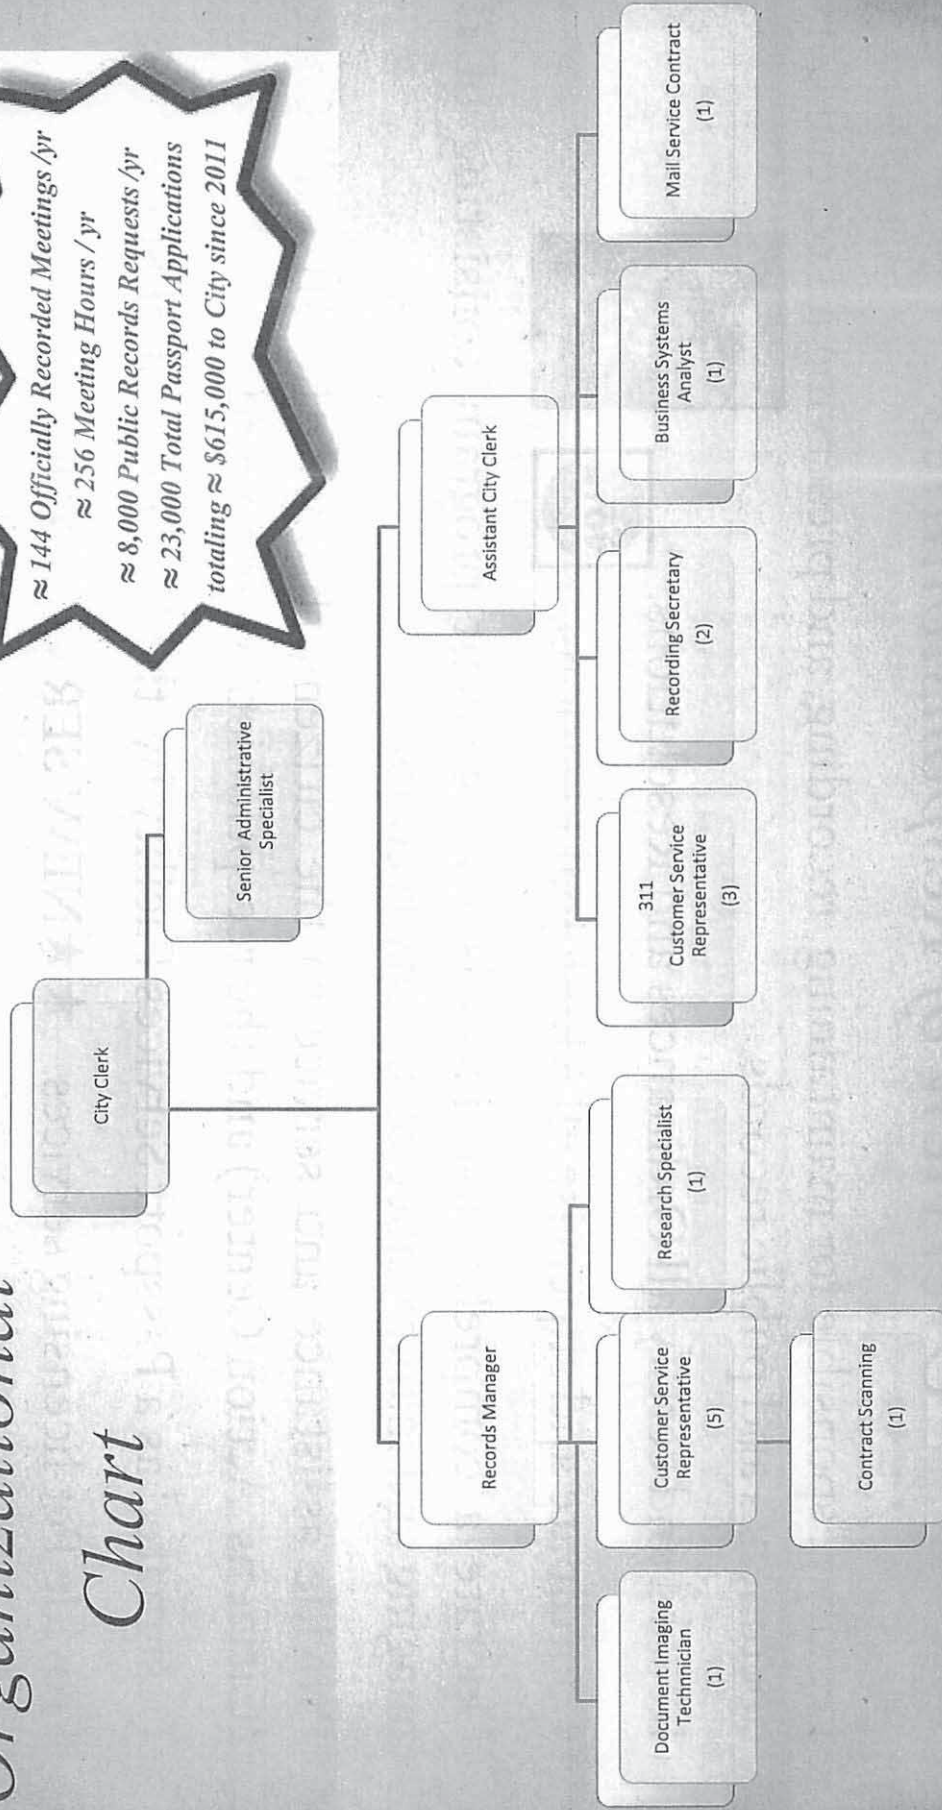 Organizational
Chart
≈ 144 Officially Recorded Meetings /yr
≈ 256 Meeting Hours / yr
≈ 8,000 Public Records Requests /yr
≈ 23,000 Total Passport Applications
totaling ≈ $615,000 to City since 2011
City Clerk
Senior Administrative
Specialist
Records Manager
Assistant City Clerk
Document Imaging
Technnician
(1)
Customer Service
Representative
(5)
Research Specialist
(1)
311
Customer Service
Representative
(3)
Recording Secretary
(2)
Business Systems
Analyst
(1)
Mail Service Contract
(1)
Contract Scanning
(1)